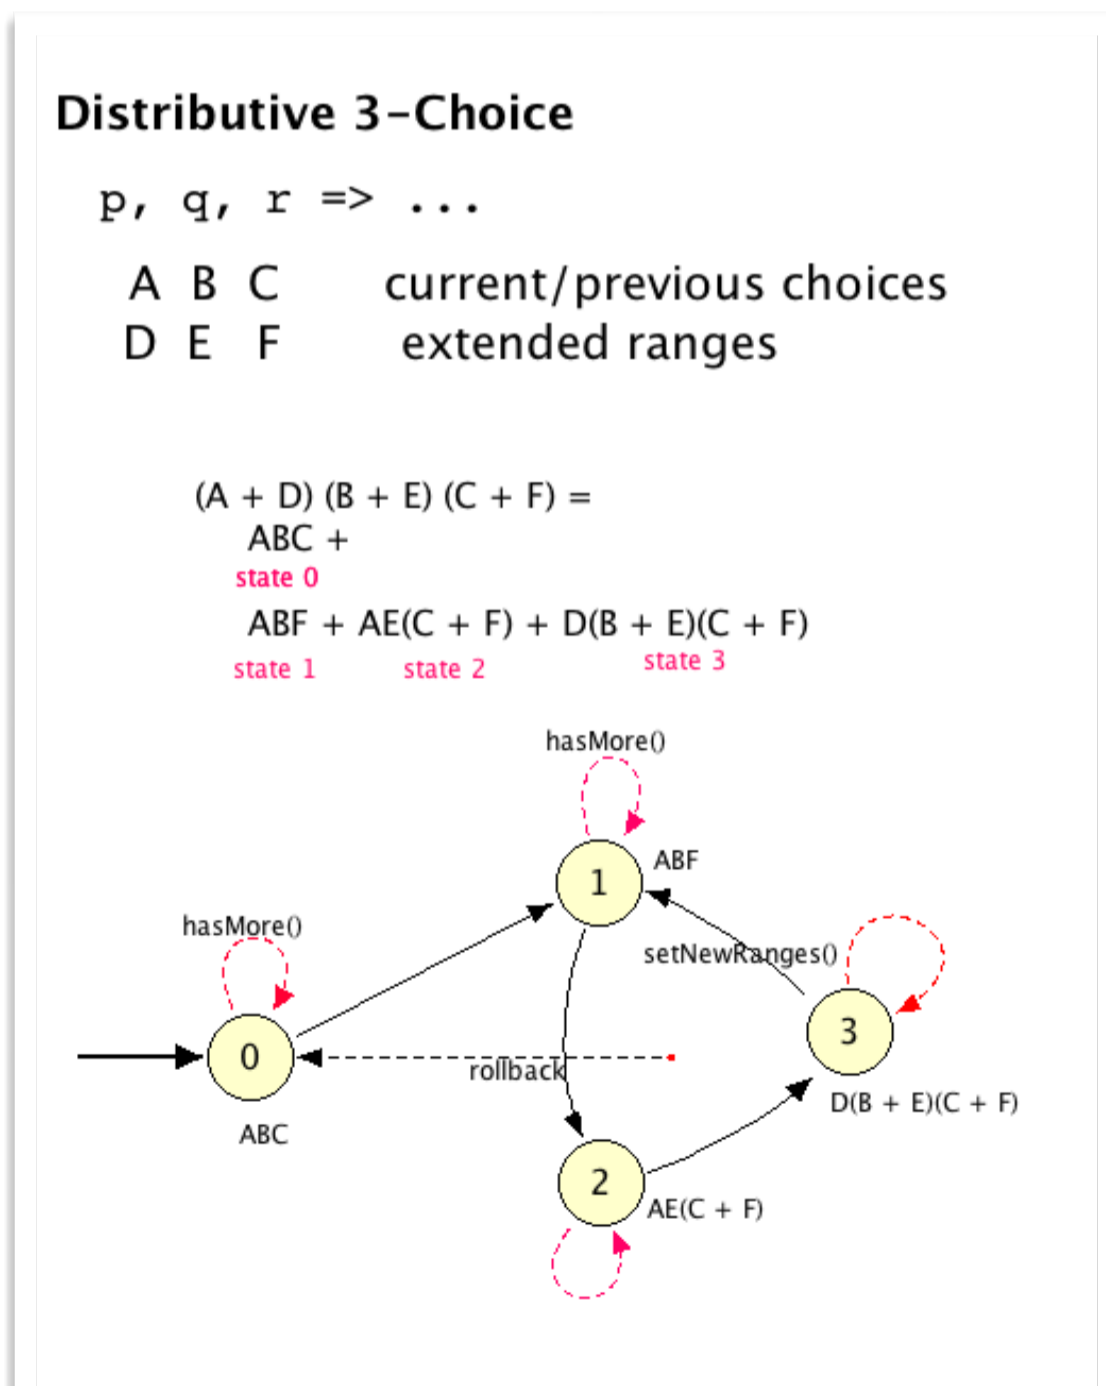 Distributive 3-Choice
p, q, r => ...
A B C current/previous choices
D E F extended ranges
(A + D) (B + E) (C + F) =
ABC +
state 0
ABF + AE(C + F) + D(B + E)(C + F)
state 1 state 2 state 3
hasMore()
1
ABF
hasMore()
setNewRanges()
3
0
rollback
D(B + E)(C + F)
ABC
2
AE(C + F)